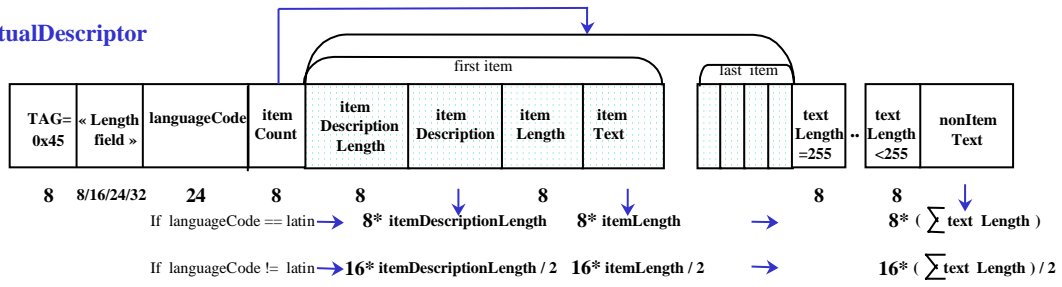 tualDescriptor
first item
last item
TAG= 0x45
« Length field »
languageCode
item Count
item Description Length
item Description
item Length
item Text
text Length =255
..
text Length <255
nonItem Text
8 8/16/24/32 24 8 8 8 8 8
If languageCode == latin 8* itemDescriptionLength 8* itemLength 8* ( ∑ text Length )
If languageCode != latin 16* itemDescriptionLength / 2 16* itemLength / 2 16* ( ∑ text Length ) / 2